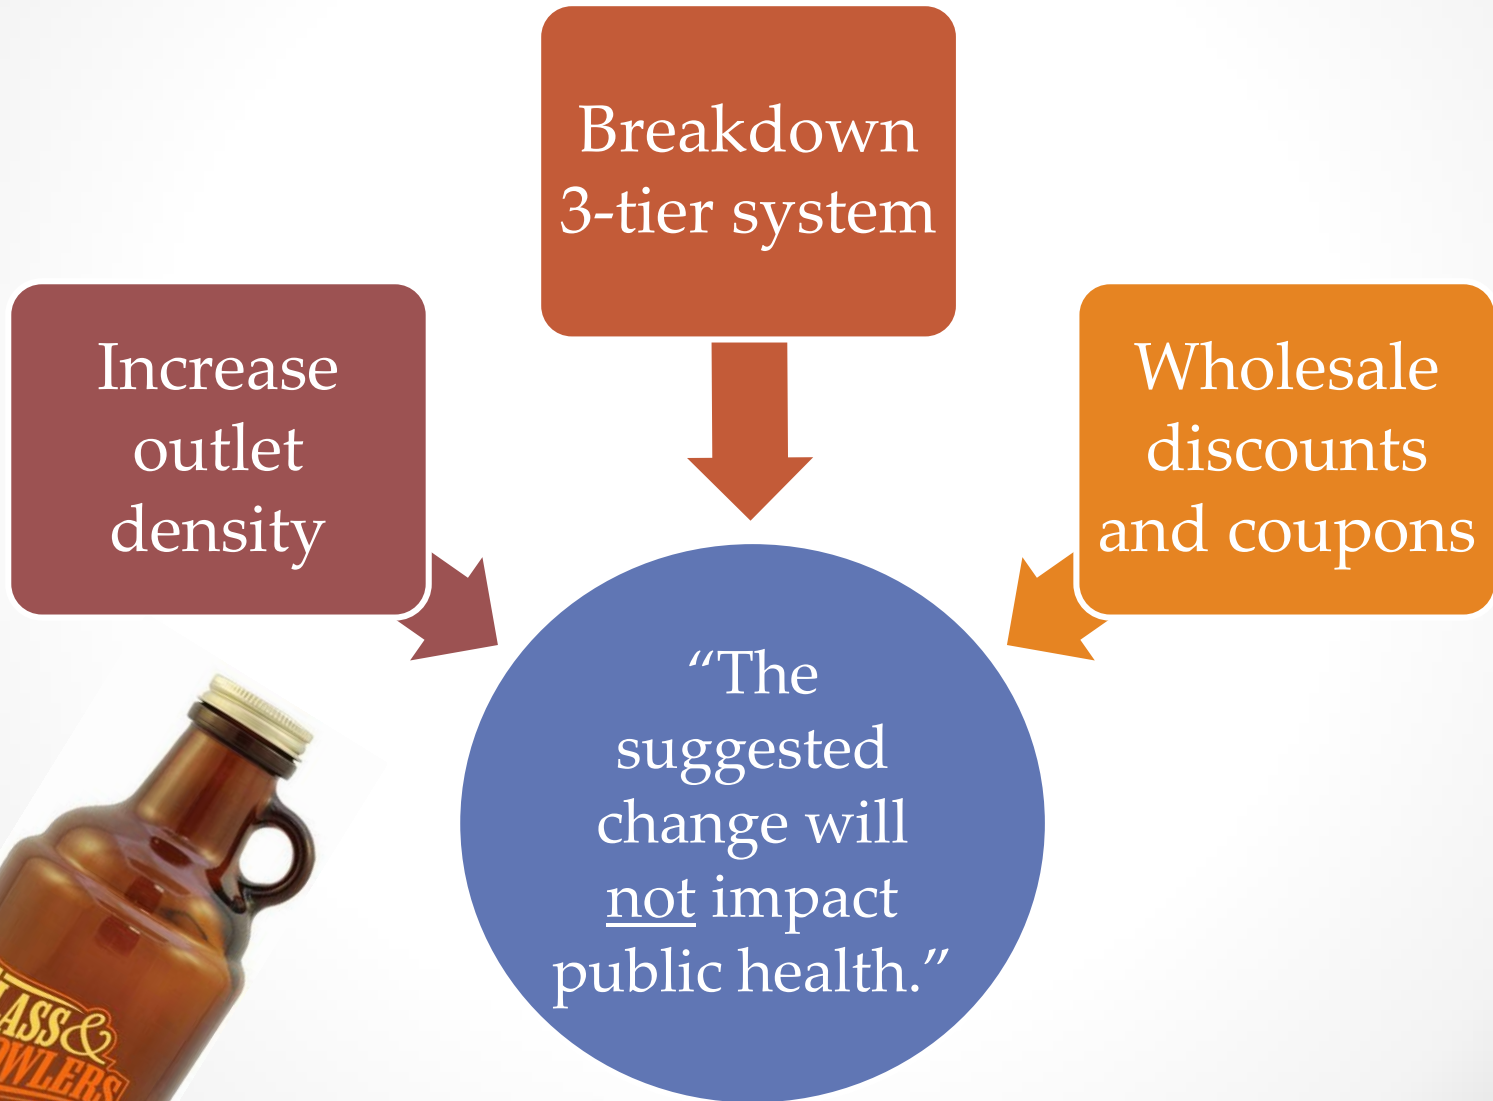 Breakdown
3-tier system
Increase
outlet
density
Wholesale
discounts
and coupons
“The
suggested
change will
not impact
public health.”